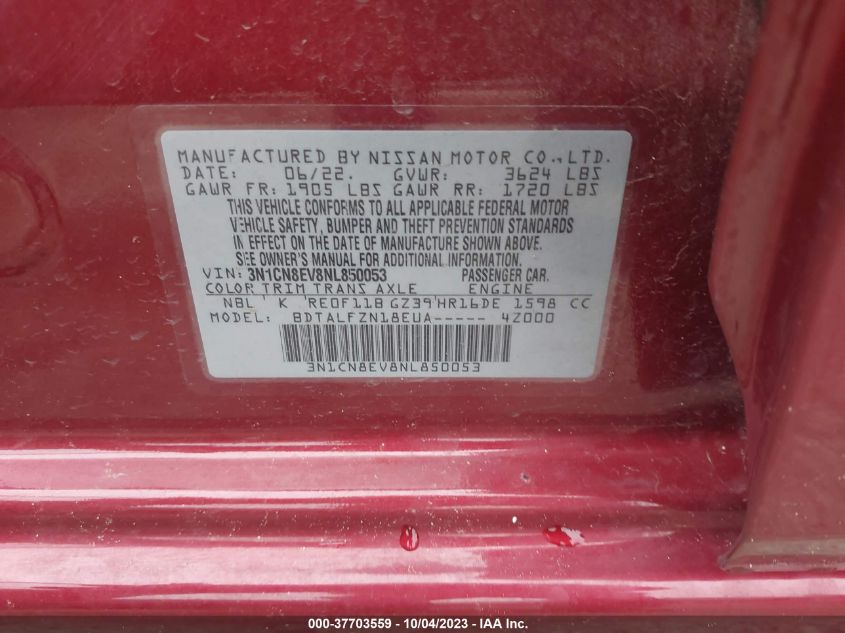 MANUFACTURED BY NISSAN MOTOR CO., LTD.
DATE: 06/22. GVWR: 3624 LBS
GAWR FR: 1905 LBS GAWR RR: 1720 LBS
THIS VEHICLE CONFORMS TO ALL APPLICABLE FEDERAL MOTOR
VEHICLE SAFETY, BUMPER AND THEFT PREVENTION STANDARDS
IN EFFECT ON THE DATE OF MANUFACTURE SHOWN ABOVE.
SEE OWNER'S MANUAL FOR ADDITIONAL INFORMATION.
VIN: 3N1CN8EV8NL850053 PASSENGER CAR.
COLOR TRIM TRANS AXLE ENGINE
NBL K RE0F11B GZ39 HR16DE 1598 CC
MODEL: BDTALFZN18EUA----- 4Z000
3N1CN8EV8NL850053
000-37703559 - 10/04/2023 - IAA Inc.